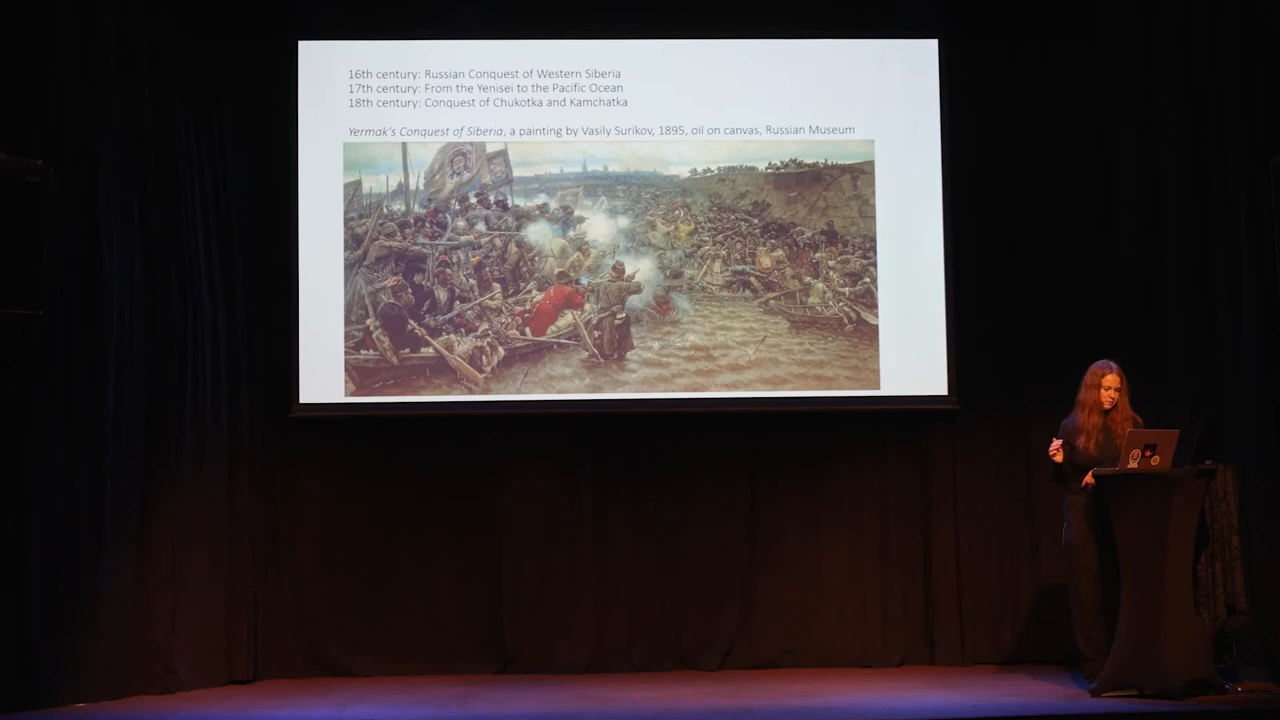 16th century: Russian Conquest of Western Siberia
17th century: From the Yenisei to the Pacific Ocean
18th century: Conquest of Chukotka and Kamchatka
Yermak's Conquest of Siberia, a painting by Vasily Surikov, 1895, oil on canvas, Russian Museum